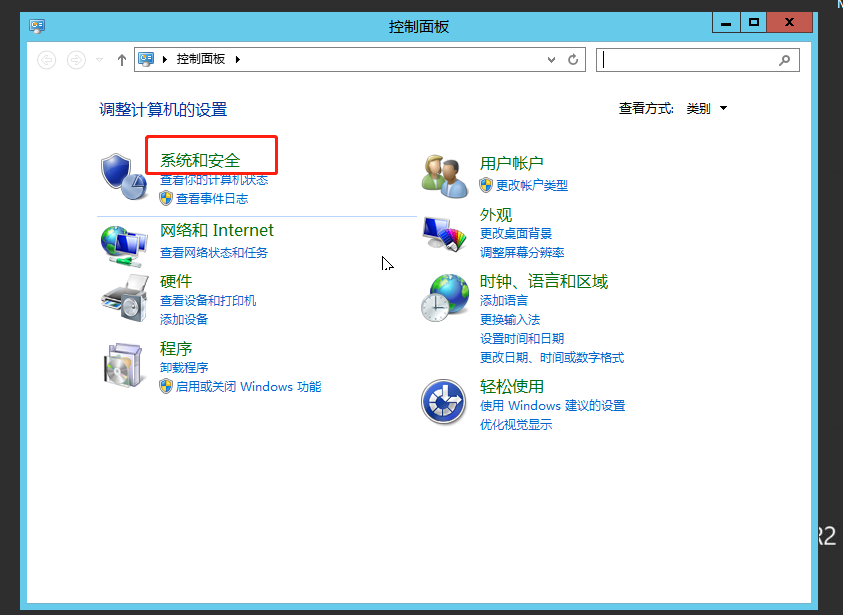 控制面板
控制面板
调整计算机的设置
查看方式: 类别
系统和安全
查看你的计算机状态
查看事件日志
网络和 Internet
查看网络状态和任务
硬件
查看设备和打印机
添加设备
程序
卸载程序
启用或关闭 Windows 功能
用户帐户
更改帐户类型
外观
更改桌面背景
调整屏幕分辨率
时钟、语言和区域
添加语言
更换输入法
设置时间和日期
更改日期、时间或数字格式
轻松使用
使用 Windows 建议的设置
优化视觉显示
R2